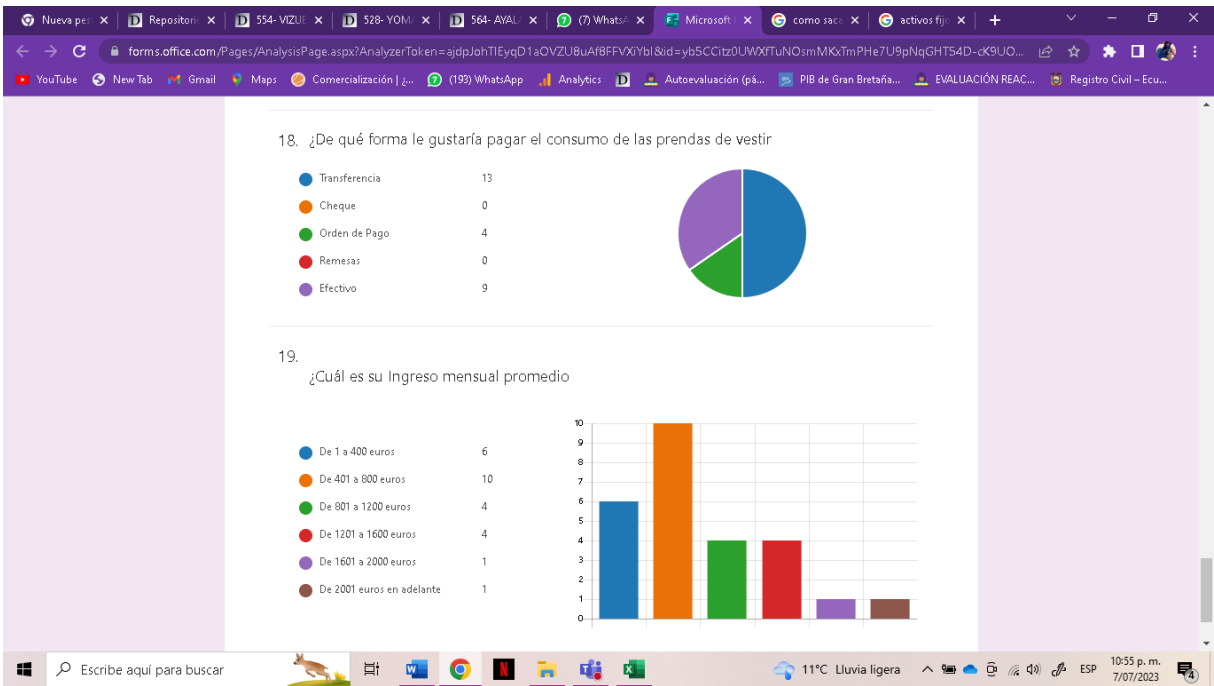 Nueva pes
Repositorio
554- VIZUE
528- YOM/
564- AYAL/
(7) WhatsA
Microsoft
como saca
activos fijo
forms.office.com/Pages/AnalysisPage.aspx?AnalyzerToken=ajdpJohTlEyqD1aOVZU8uAf8FFVXiYbI&id=yb5CCitz0UWXfTuNOsmMKxTmPHe7U9pNqGHT54D-cK9UO...
YouTube
New Tab
Gmail
Maps
Comercialización | ¿...
(193) WhatsApp
Analytics
Autoevaluación (pá...
PIB de Gran Bretaña...
EVALUACIÓN REAC...
Registro Civil – Ecu...
18. ¿De qué forma le gustaría pagar el consumo de las prendas de vestir
Transferencia 13
Cheque 0
Orden de Pago 4
Remesas 0
Efectivo 9
19.
¿Cuál es su Ingreso mensual promedio
De 1 a 400 euros 6
De 401 a 800 euros 10
De 801 a 1200 euros 4
De 1201 a 1600 euros 4
De 1601 a 2000 euros 1
De 2001 euros en adelante 1
10
9
8
7
6
5
4
3
2
1
0
Escribe aquí para buscar
11°C Lluvia ligera
ESP
10:55 p. m.
7/07/2023
4